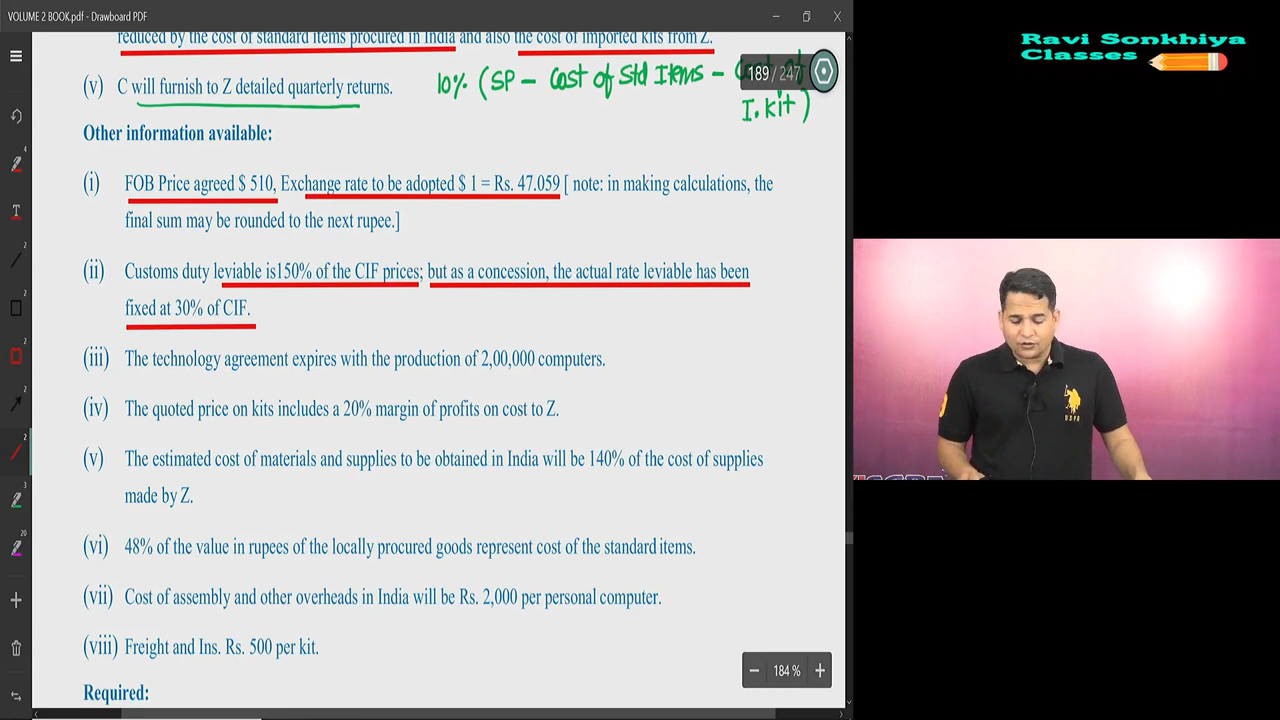 VOLUME 2 BOOK.pdf - Drawboard PDF
Ravi Sonkhiya
Classes
reduced by the cost of standard items procured in India and also the cost of imported kits from Z.
189 / 247
(v) C will furnish to Z detailed quarterly returns.
10% (SP – Cost of Std Items – Cost of
I. Kit)
Other information available:
(i) FOB Price agreed $ 510, Exchange rate to be adopted $ 1 = Rs. 47.059 [ note: in making calculations, the
final sum may be rounded to the next rupee.]
(ii) Customs duty leviable is150% of the CIF prices; but as a concession, the actual rate leviable has been
fixed at 30% of CIF.
(iii) The technology agreement expires with the production of 2,00,000 computers.
(iv) The quoted price on kits includes a 20% margin of profits on cost to Z.
(v) The estimated cost of materials and supplies to be obtained in India will be 140% of the cost of supplies
made by Z.
(vi) 48% of the value in rupees of the locally procured goods represent cost of the standard items.
(vii) Cost of assembly and other overheads in India will be Rs. 2,000 per personal computer.
(viii) Freight and Ins. Rs. 500 per kit.
184 %
Required: